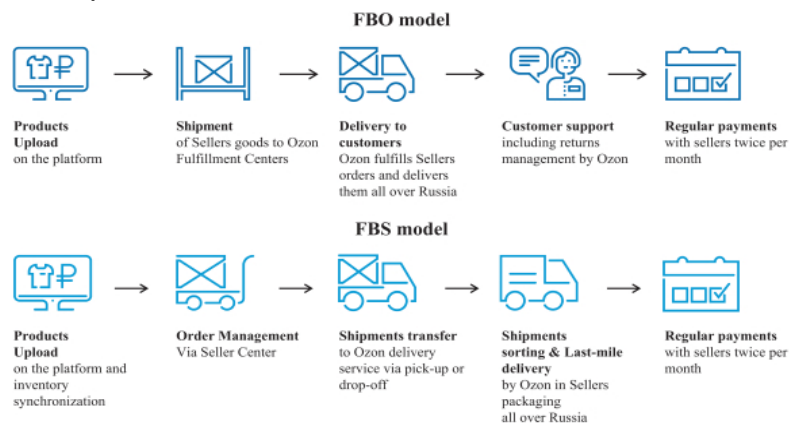 FBO model
Products
Upload
on the platform
Shipment
of Sellers goods to Ozon
Fulfillment Centers
Delivery to
customers
Ozon fulfills Sellers
orders and delivers
them all over Russia
Customer support
including returns
management by Ozon
Regular payments
with sellers twice per
month
FBS model
Products
Upload
on the platform and
inventory
synchronization
Order Management
Via Seller Center
Shipments transfer
to Ozon delivery
service via pick-up or
drop-off
Shipments
sorting & Last-mile
delivery
by Ozon in Sellers
packaging
all over Russia
Regular payments
with sellers twice per
month